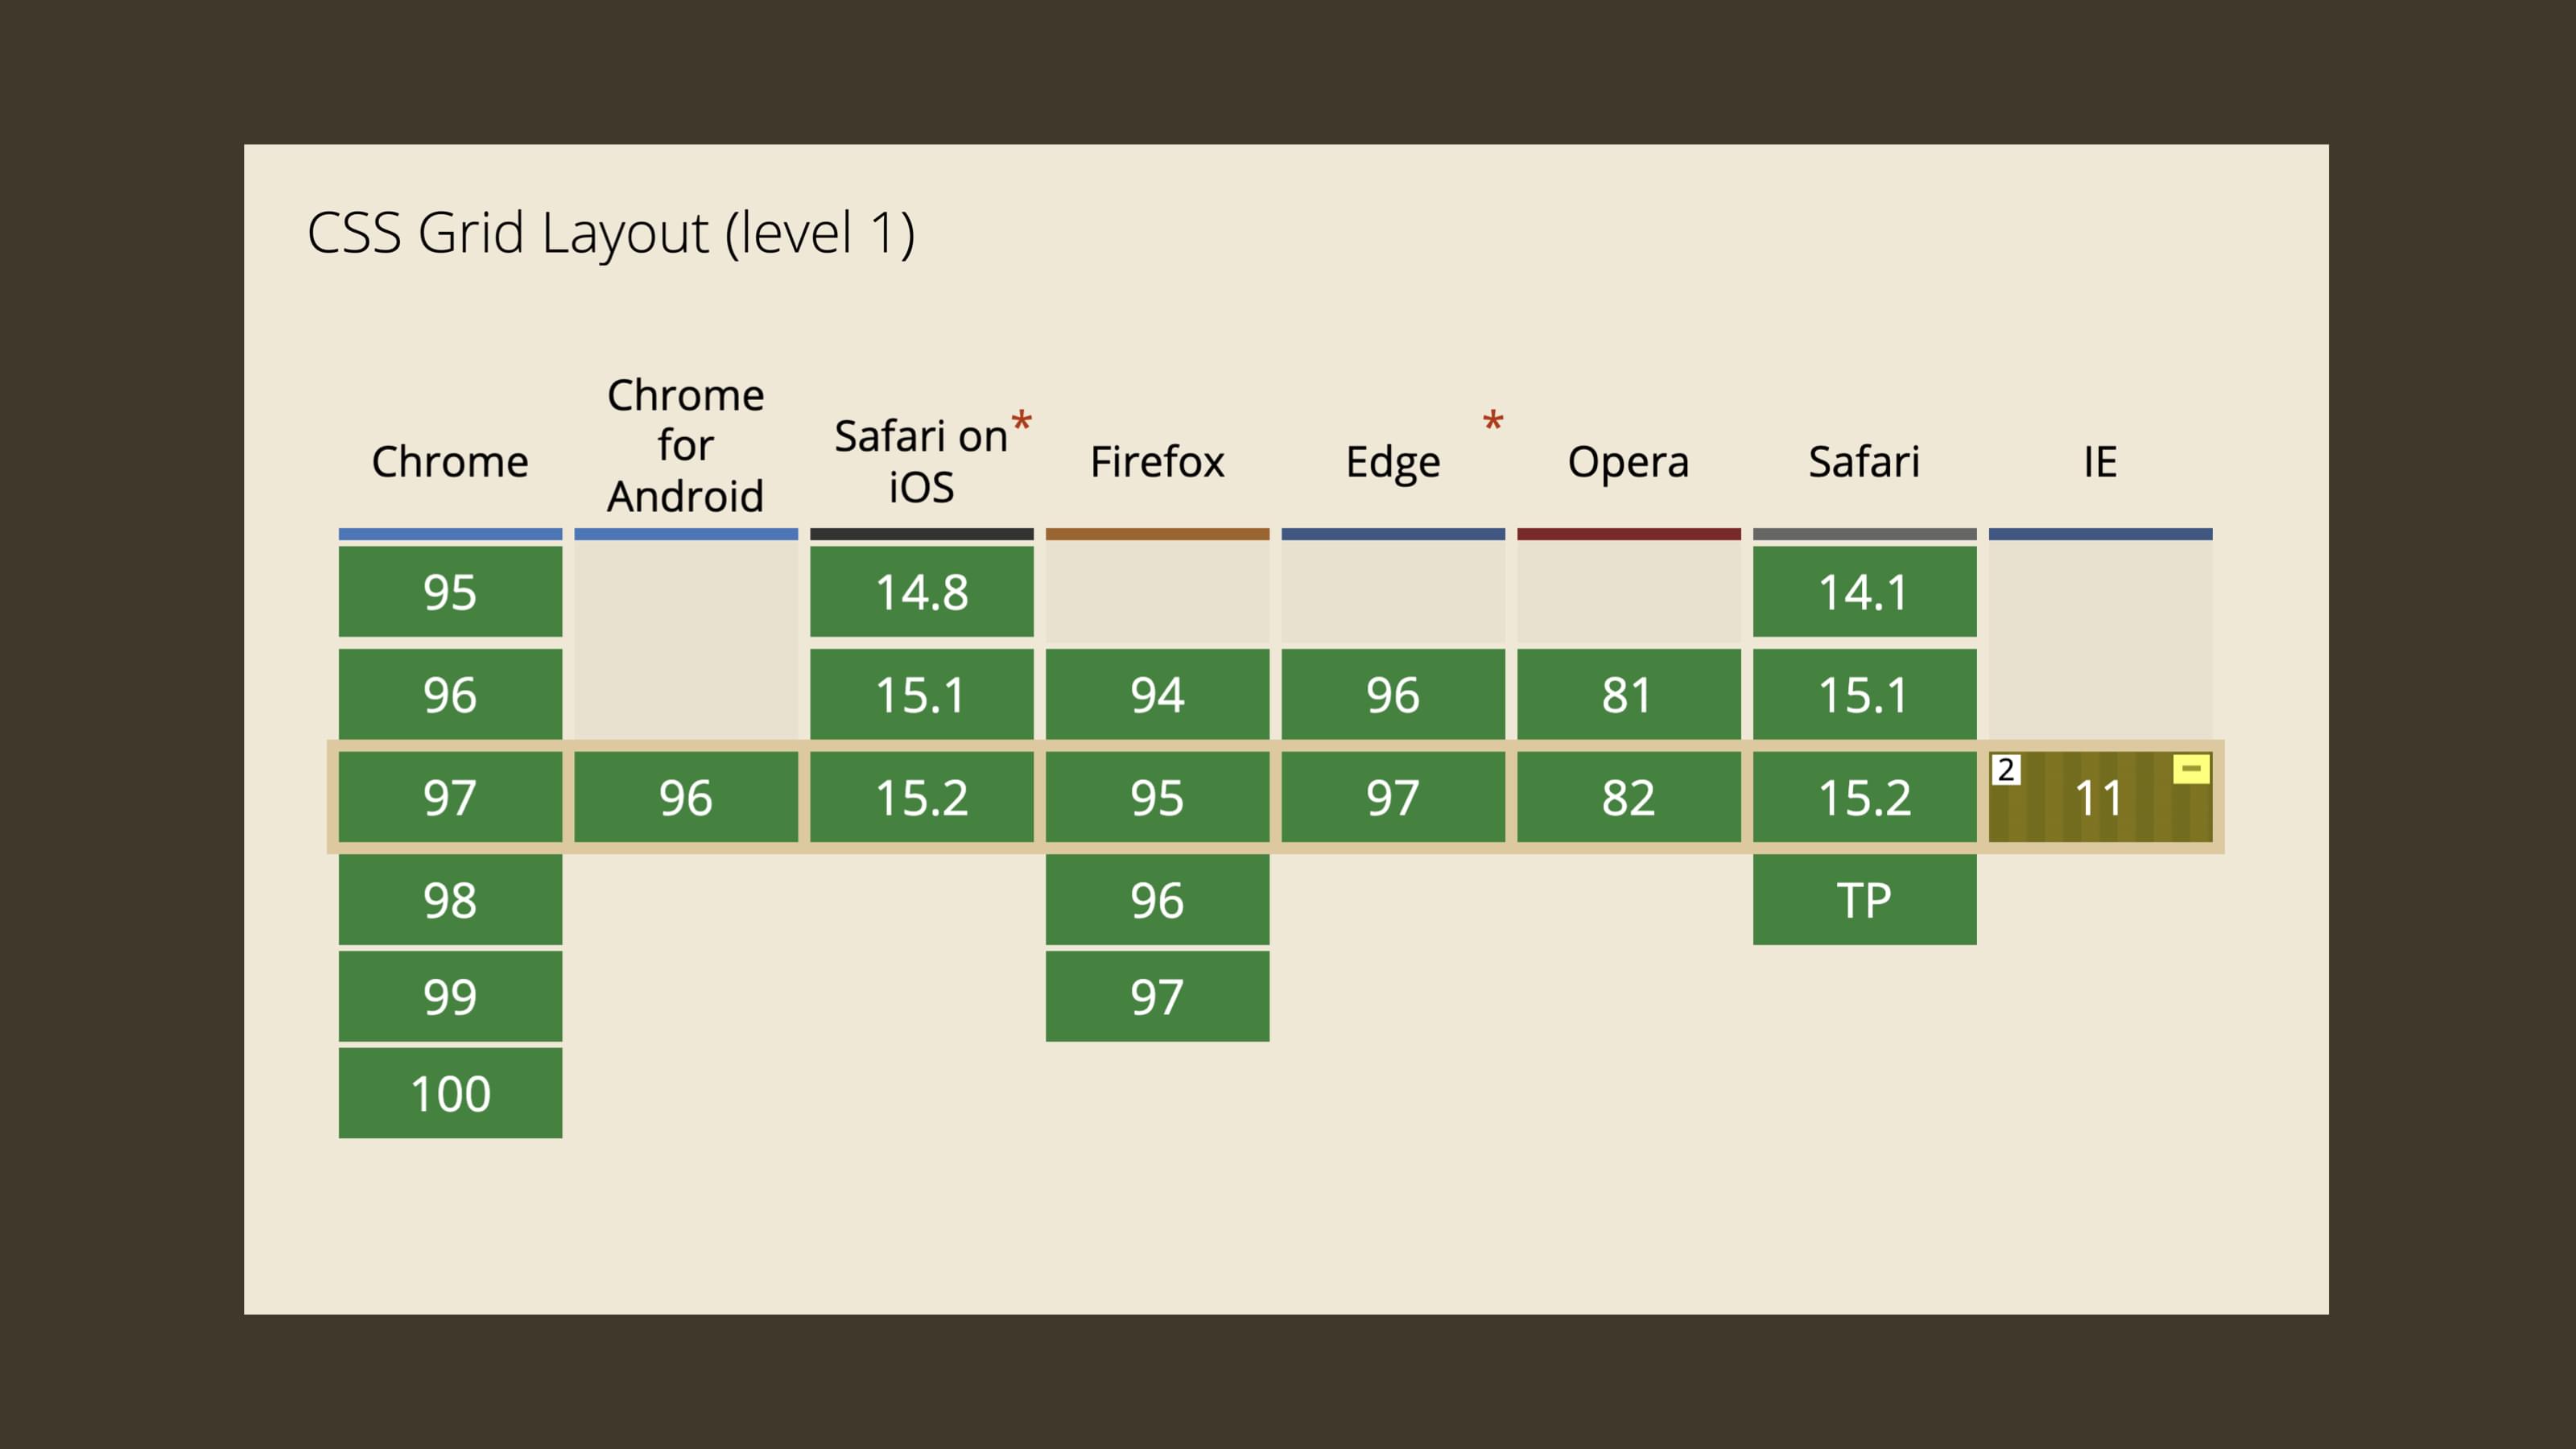 CSS Grid Layout (level 1)
Chrome
Chrome
for
Android
Safari on*
iOS
Firefox
Edge *
Opera
Safari
IE
95 14.8 14.1
96 15.1 94 96 81 15.1
97 96 15.2 95 97 82 15.2 2 11 -
98 96 TP
99 97
100